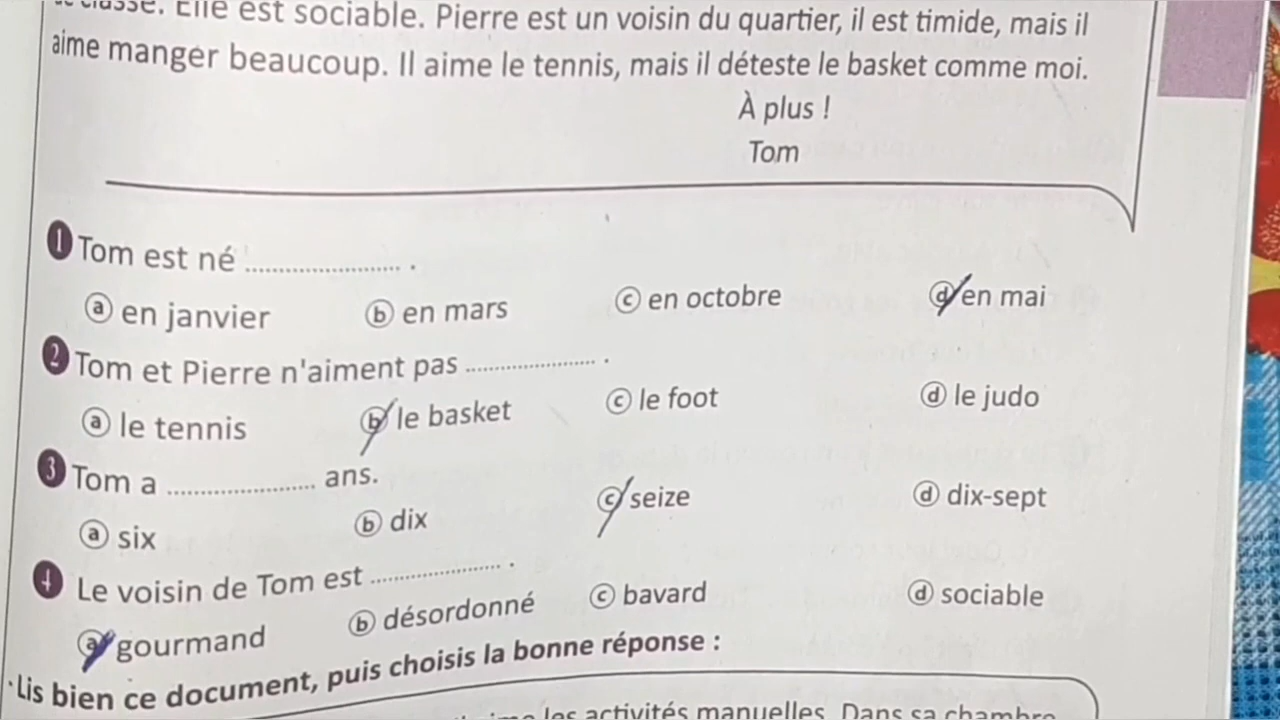 classe. Elle est sociable. Pierre est un voisin du quartier, il est timide, mais il
aime manger beaucoup. Il aime le tennis, mais il déteste le basket comme moi.
À plus !
Tom
1 Tom est né ........................ .
a en janvier b en mars c en octobre d en mai
2 Tom et Pierre n'aiment pas ........................ .
a le tennis b le basket c le foot d le judo
3 Tom a ........................ ans.
a six b dix c seize d dix-sept
4 Le voisin de Tom est ........................ .
a gourmand b désordonné c bavard d sociable
Lis bien ce document, puis choisis la bonne réponse :
les activités manuelles. Dans sa chambre